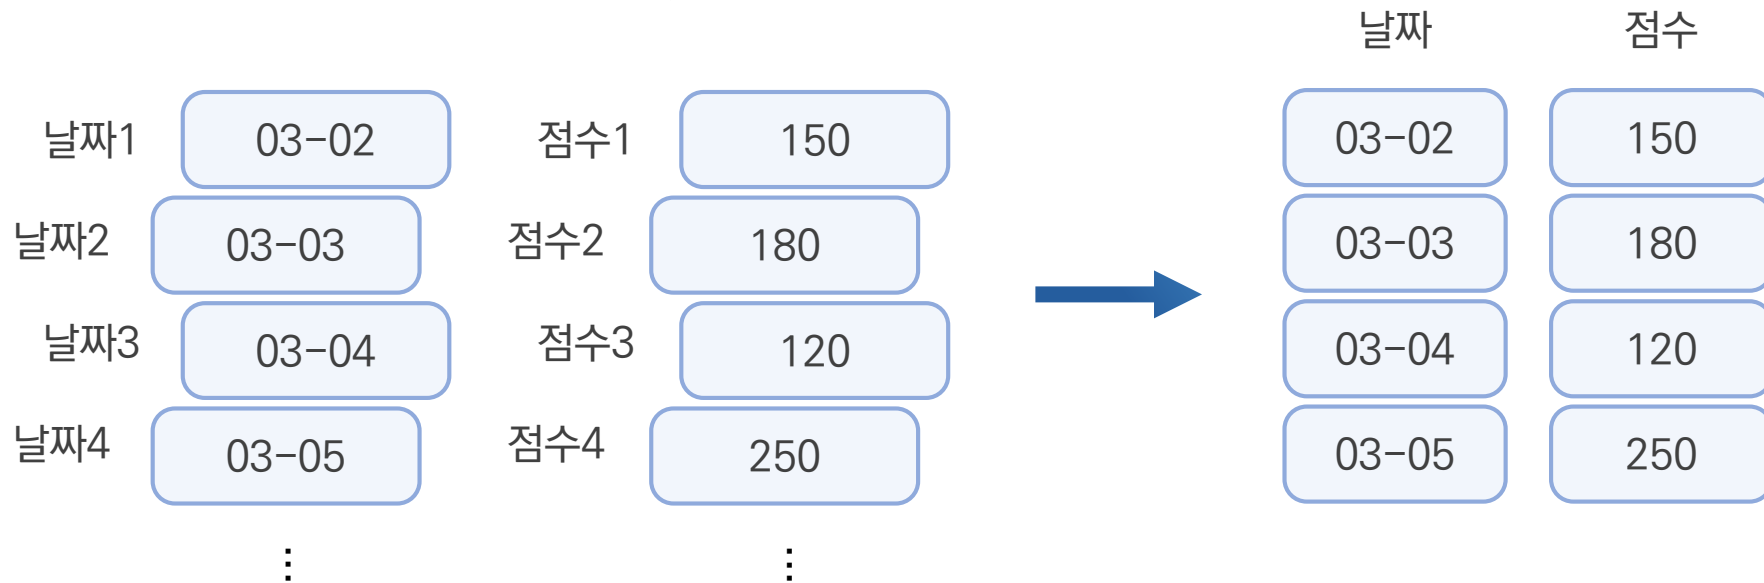 날짜 점수
날짜1 03-02 점수1 150 03-02 150
날짜2 03-03 점수2 180 03-03 180
날짜3 03-04 점수3 120 03-04 120
날짜4 03-05 점수4 250 03-05 250
⋮ ⋮